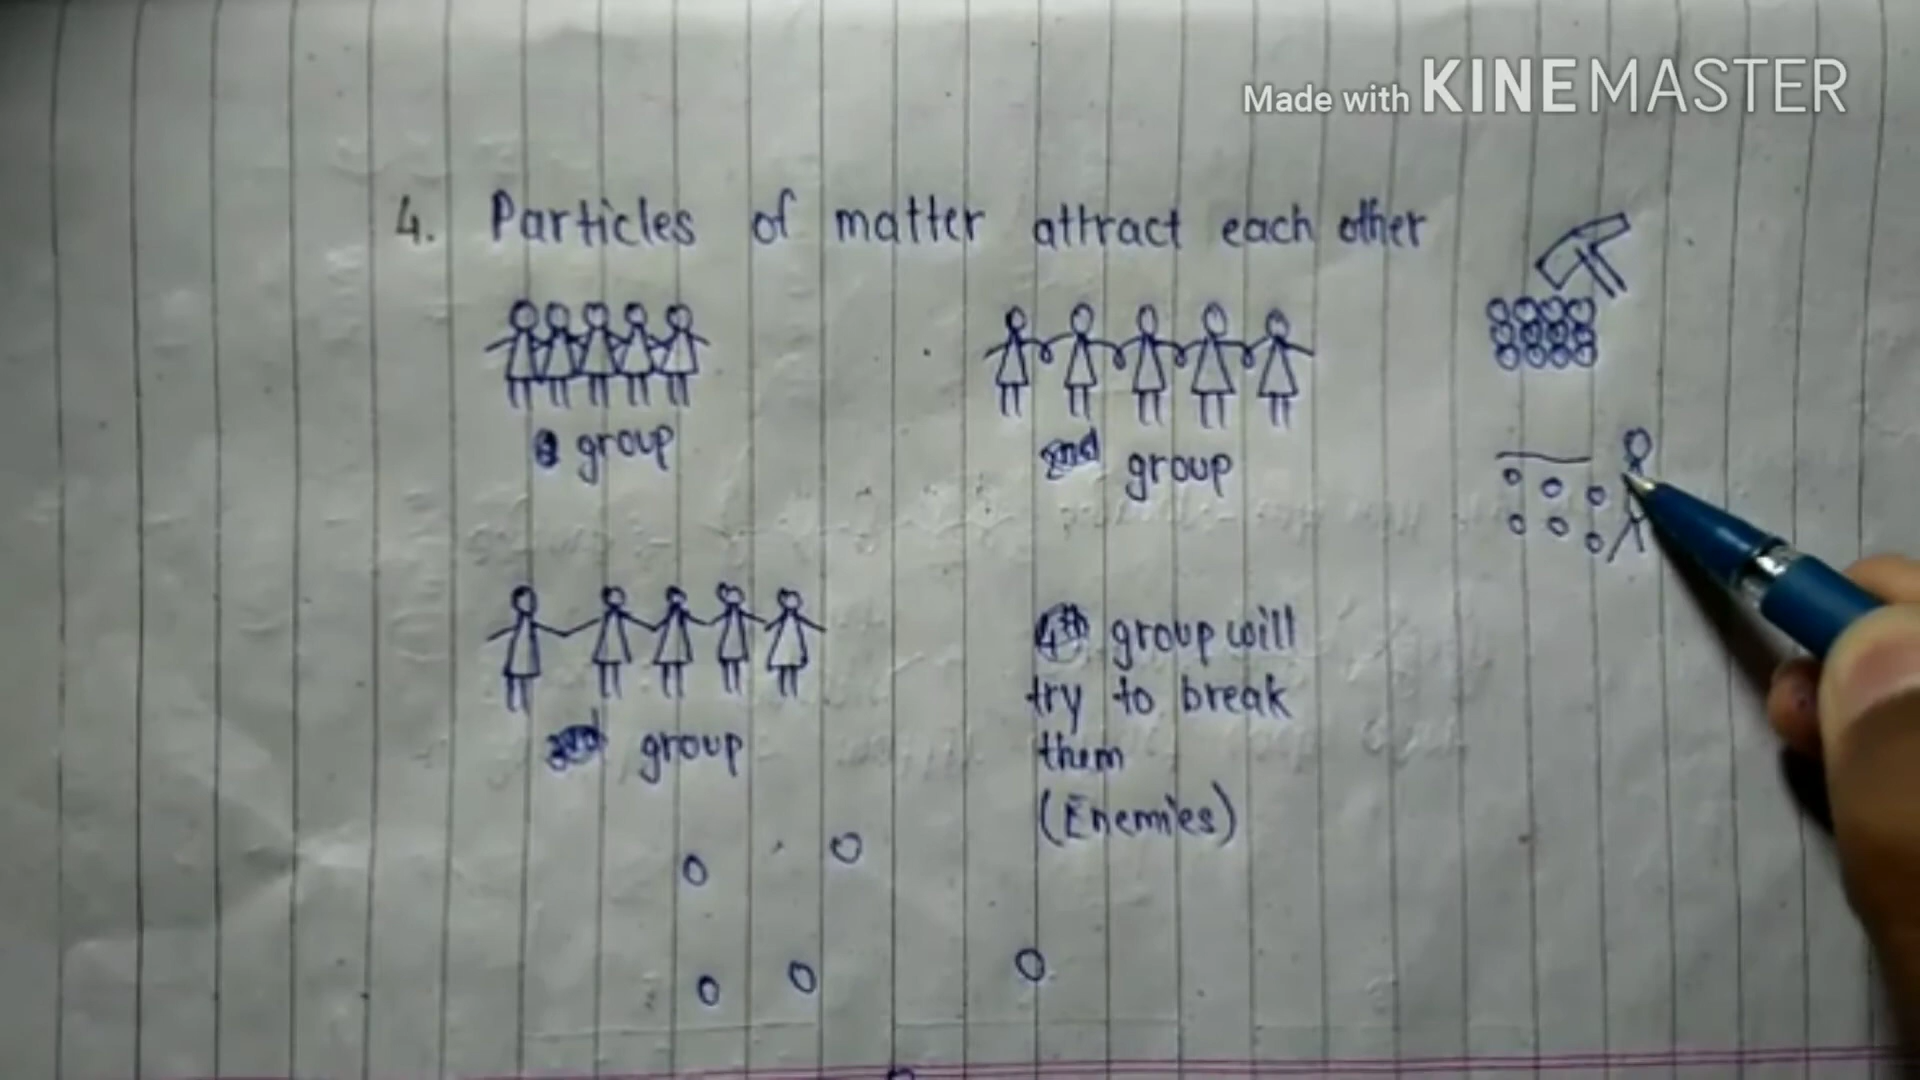 Made with KINEMASTER
4. Particles of matter attract each other
group
2nd group
3rd group
4th group will
try to break
them
(Enemies)